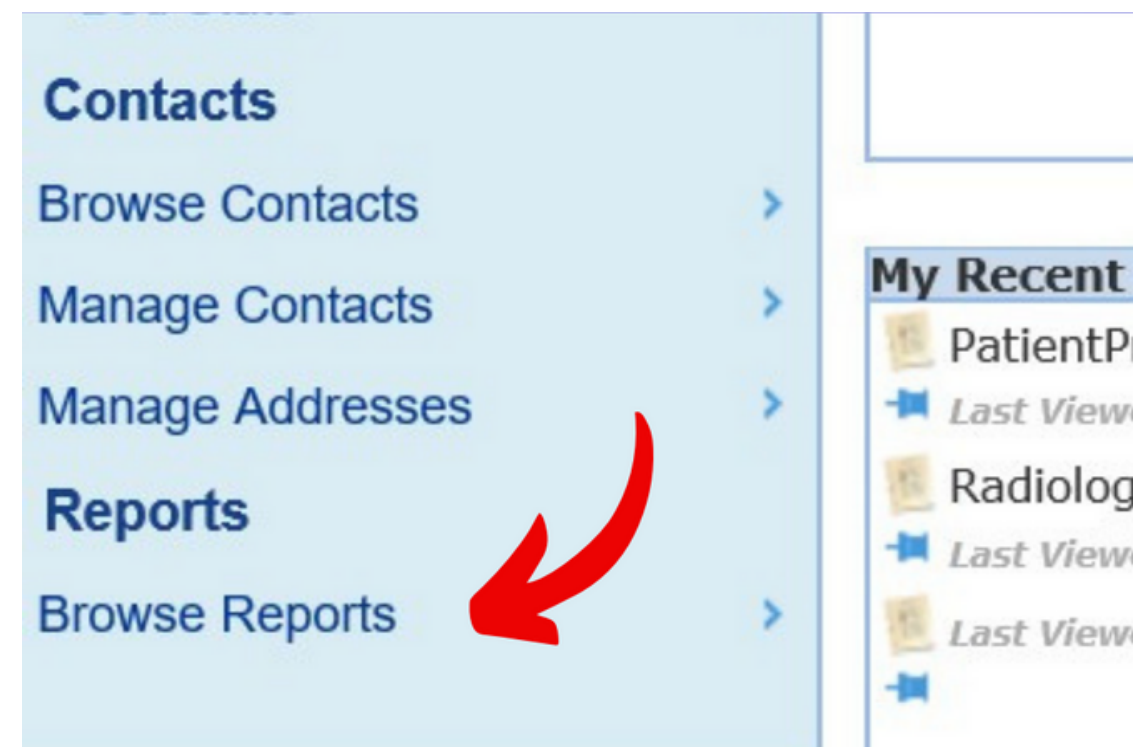 Contacts
Browse Contacts
Manage Contacts
Manage Addresses
Reports
Browse Reports
My Recent
PatientP
Last View
Radiolog
Last View
Last View